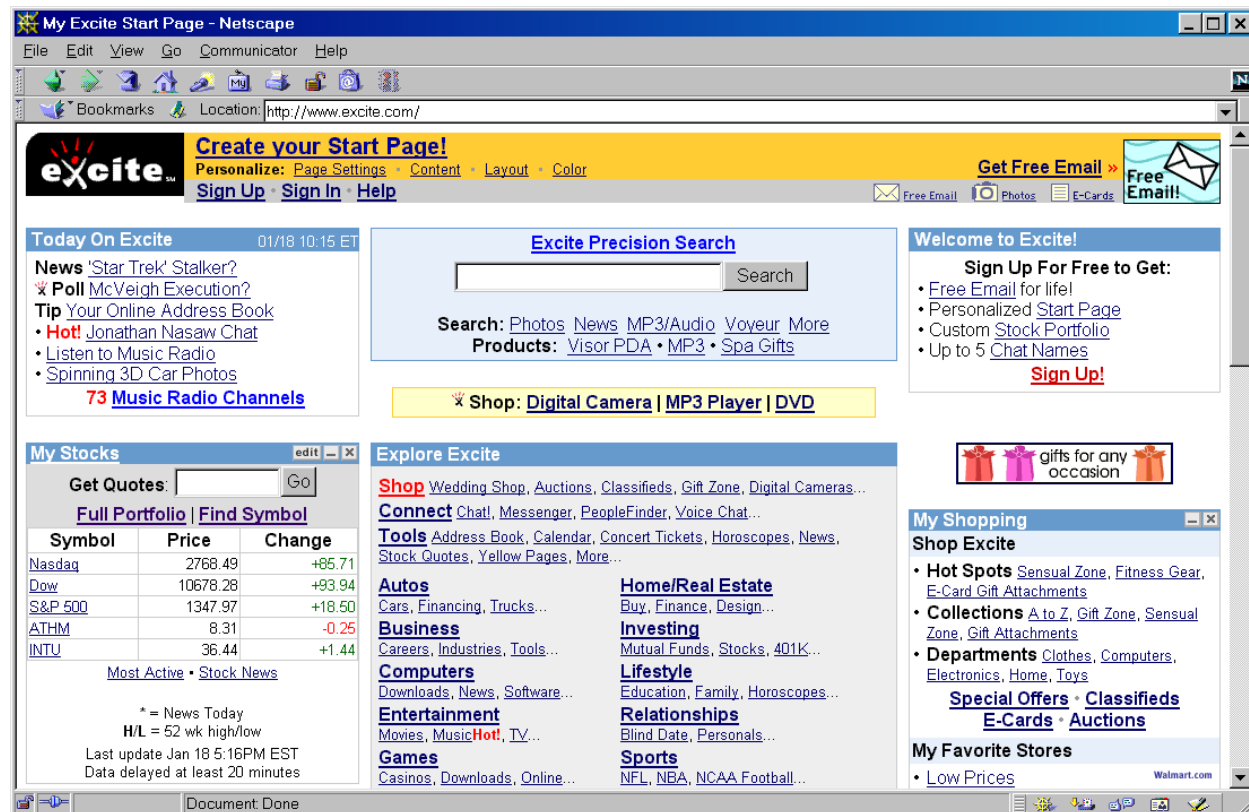 My Excite Start Page - Netscape
File Edit View Go Communicator Help
My
N
Bookmarks Location: http://www.excite.com/
excite
SM
Create your Start Page!
Personalize: Page Settings • Content • Layout • Color
Sign Up • Sign In • Help
Get Free Email »
Free Email Photos E-Cards
Free
Email!
Today On Excite 01/18 10:15 ET
News 'Star Trek' Stalker?
Poll McVeigh Execution?
Tip Your Online Address Book
• Hot! Jonathan Nasaw Chat
• Listen to Music Radio
• Spinning 3D Car Photos
73 Music Radio Channels
Excite Precision Search
Search
Search: Photos News MP3/Audio Voyeur More
Products: Visor PDA • MP3 • Spa Gifts
Shop: Digital Camera | MP3 Player | DVD
Welcome to Excite!
Sign Up For Free to Get:
• Free Email for life!
• Personalized Start Page
• Custom Stock Portfolio
• Up to 5 Chat Names
Sign Up!
My Stocks edit
Get Quotes: Go
Full Portfolio | Find Symbol
Symbol Price Change
Nasdaq 2768.49 +85.71
Dow 10678.28 +93.94
S&P 500 1347.97 +18.50
ATHM 8.31 -0.25
INTU 36.44 +1.44
Most Active • Stock News
* = News Today
H/L = 52 wk high/low
Last update Jan 18 5:16PM EST
Data delayed at least 20 minutes
Explore Excite
Shop Wedding Shop, Auctions, Classifieds, Gift Zone, Digital Cameras...
Connect Chat!, Messenger, PeopleFinder, Voice Chat...
Tools Address Book, Calendar, Concert Tickets, Horoscopes, News,
Stock Quotes, Yellow Pages, More...
Autos
Cars, Financing, Trucks...
Business
Careers, Industries, Tools...
Computers
Downloads, News, Software...
Entertainment
Movies, MusicHot!, TV...
Games
Casinos, Downloads, Online...
Home/Real Estate
Buy, Finance, Design...
Investing
Mutual Funds, Stocks, 401K...
Lifestyle
Education, Family, Horoscopes...
Relationships
Blind Date, Personals...
Sports
NFL, NBA, NCAA Football...
gifts for any
occasion
My Shopping
Shop Excite
• Hot Spots Sensual Zone, Fitness Gear,
E-Card Gift Attachments
• Collections A to Z, Gift Zone, Sensual
Zone, Gift Attachments
• Departments Clothes, Computers,
Electronics, Home, Toys
Special Offers • Classifieds
E-Cards • Auctions
My Favorite Stores
• Low Prices Walmart.com
Document: Done